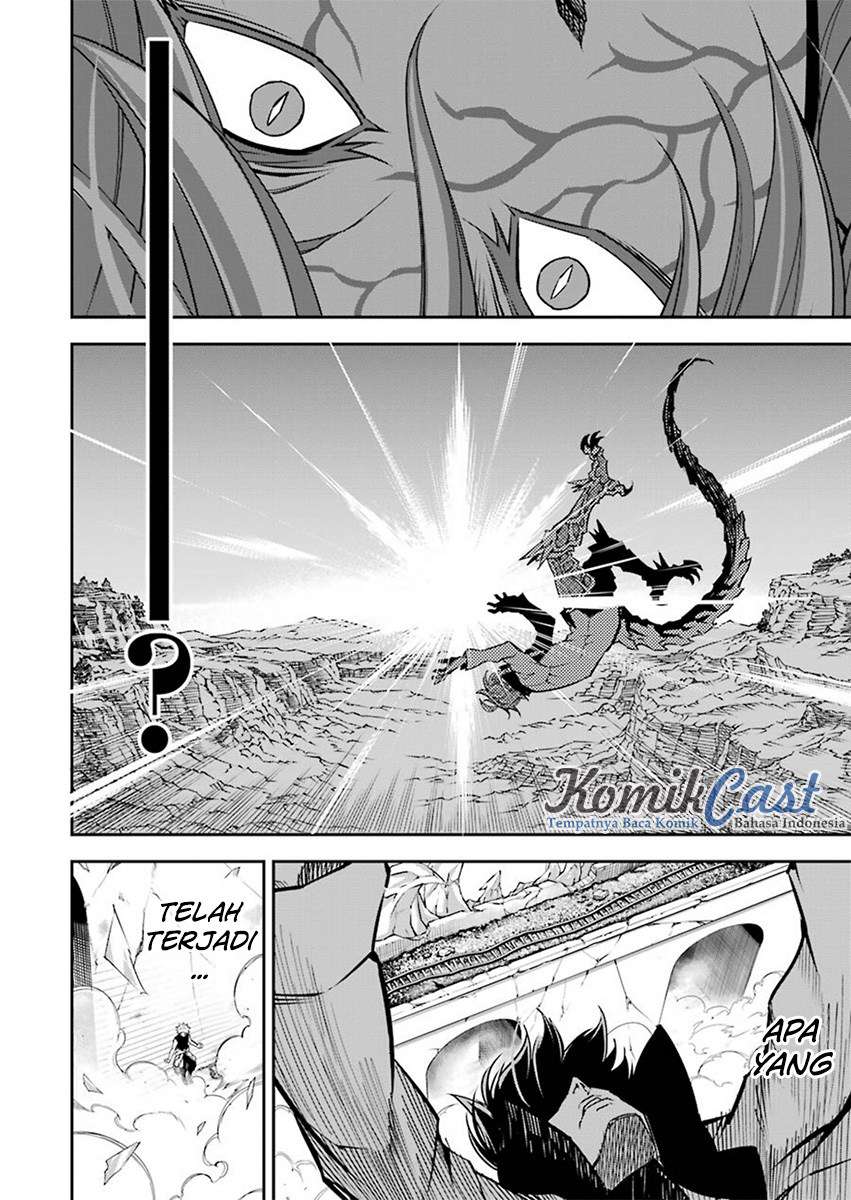 —?
KomikCast
Tempatnya Baca Komik Bahasa Indonesia
APA
YANG
TELAH
TERJADI
...